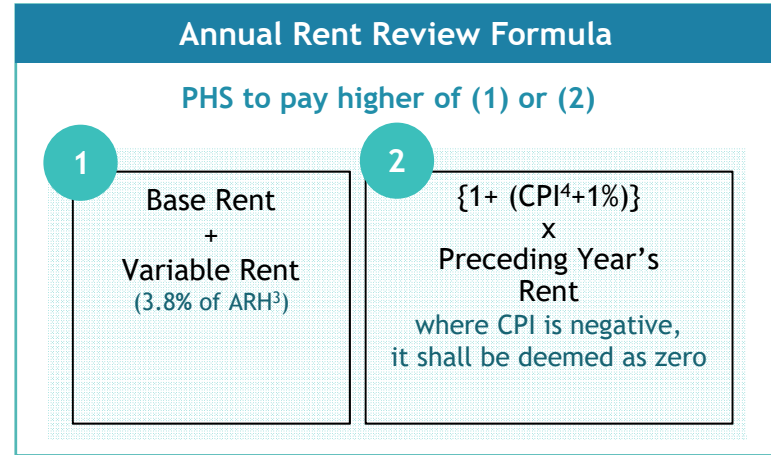 Annual Rent Review Formula
PHS to pay higher of (1) or (2)
1
Base Rent
+
Variable Rent
(3.8% of ARH³)
2
{1+ (CPI⁴+1%)}
x
Preceding Year’s
Rent
where CPI is negative,
it shall be deemed as zero